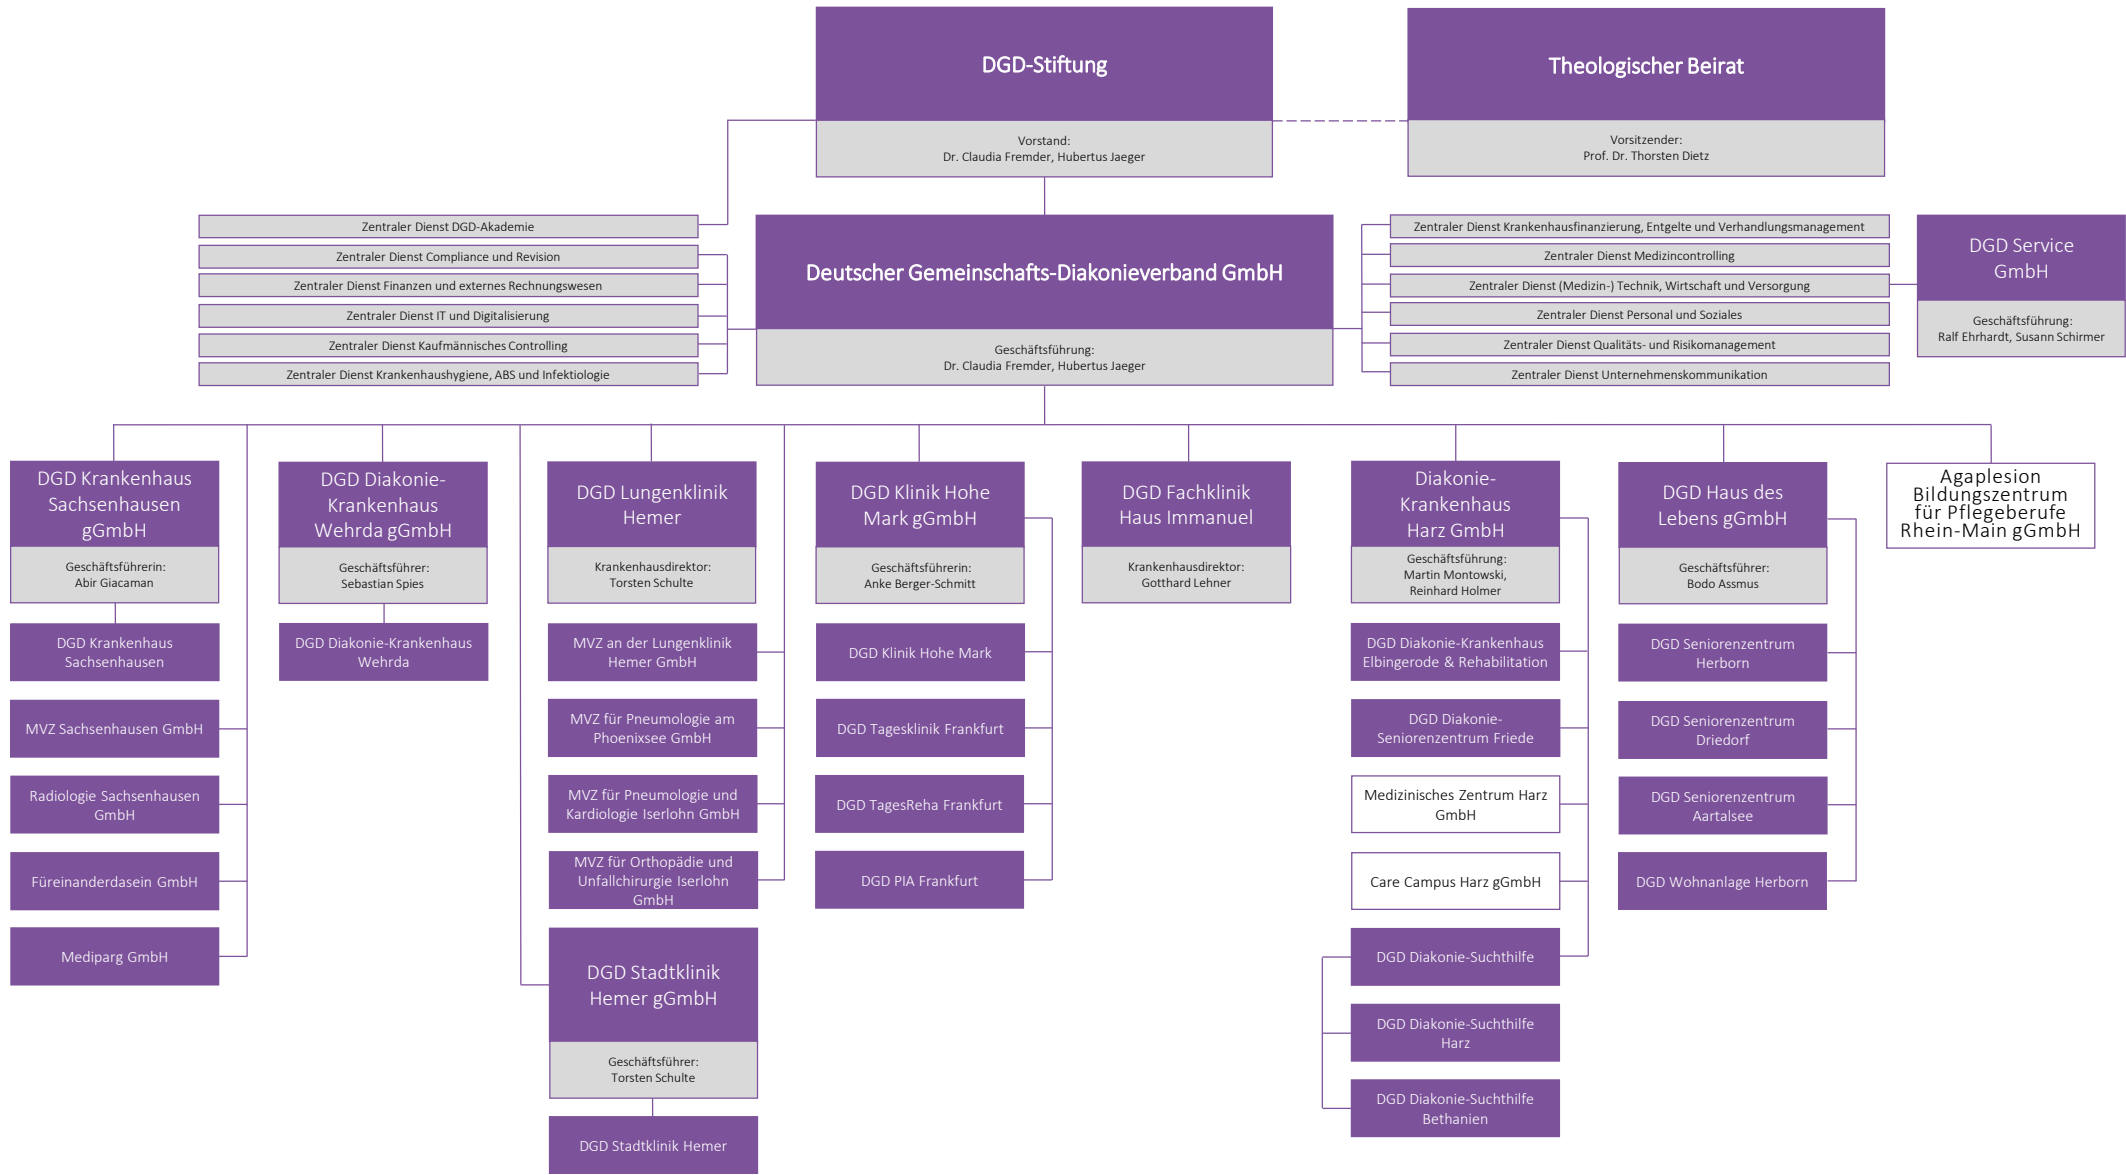 DGD-Stiftung
Vorstand:
Dr. Claudia Fremder, Hubertus Jaeger
Theologischer Beirat
Vorsitzender:
Prof. Dr. Thorsten Dietz
Zentraler Dienst DGD-Akademie
Zentraler Dienst Compliance und Revision
Zentraler Dienst Finanzen und externes Rechnungswesen
Zentraler Dienst IT und Digitalisierung
Zentraler Dienst Kaufmännisches Controlling
Zentraler Dienst Krankenhaushygiene, ABS und Infektiologie
Deutscher Gemeinschafts-Diakonieverband GmbH
Geschäftsführung:
Dr. Claudia Fremder, Hubertus Jaeger
Zentraler Dienst Krankenhausfinanzierung, Entgelte und Verhandlungsmanagement
Zentraler Dienst Medizincontrolling
Zentraler Dienst (Medizin-) Technik, Wirtschaft und Versorgung
Zentraler Dienst Personal und Soziales
Zentraler Dienst Qualitäts- und Risikomanagement
Zentraler Dienst Unternehmenskommunikation
DGD Service
GmbH
Geschäftsführung:
Ralf Ehrhardt, Susann Schirmer
DGD Krankenhaus
Sachsenhausen
gGmbH
Geschäftsführerin:
Abir Giacaman
DGD Krankenhaus
Sachsenhausen
MVZ Sachsenhausen GmbH
Radiologie Sachsenhausen
GmbH
Füreinanderdasein GmbH
Mediparg GmbH
DGD Diakonie-
Krankenhaus
Wehrda gGmbH
Geschäftsführer:
Sebastian Spies
DGD Diakonie-Krankenhaus
Wehrda
DGD Lungenklinik
Hemer
Krankenhausdirektor:
Torsten Schulte
MVZ an der Lungenklinik
Hemer GmbH
MVZ für Pneumologie am
Phoenixsee GmbH
MVZ für Pneumologie und
Kardiologie Iserlohn GmbH
MVZ für Orthopädie und
Unfallchirurgie Iserlohn
GmbH
DGD Stadtklinik
Hemer gGmbH
Geschäftsführer:
Torsten Schulte
DGD Stadtklinik Hemer
DGD Klinik Hohe
Mark gGmbH
Geschäftsführerin:
Anke Berger-Schmitt
DGD Klinik Hohe Mark
DGD Tagesklinik Frankfurt
DGD TagesReha Frankfurt
DGD PIA Frankfurt
DGD Fachklinik
Haus Immanuel
Krankenhausdirektor:
Gotthard Lehner
Diakonie-
Krankenhaus
Harz GmbH
Geschäftsführung:
Martin Montowski,
Reinhard Holmer
DGD Diakonie-Krankenhaus
Elbingerode & Rehabilitation
DGD Diakonie-
Seniorenzentrum Friede
Medizinisches Zentrum Harz
GmbH
Care Campus Harz gGmbH
DGD Diakonie-Suchthilfe
DGD Diakonie-Suchthilfe
Harz
DGD Diakonie-Suchthilfe
Bethanien
DGD Haus des
Lebens gGmbH
Geschäftsführer:
Bodo Assmus
DGD Seniorenzentrum
Herborn
DGD Seniorenzentrum
Driedorf
DGD Seniorenzentrum
Aartalsee
DGD Wohnanlage Herborn
Agaplesion
Bildungszentrum
für Pflegeberufe
Rhein-Main gGmbH